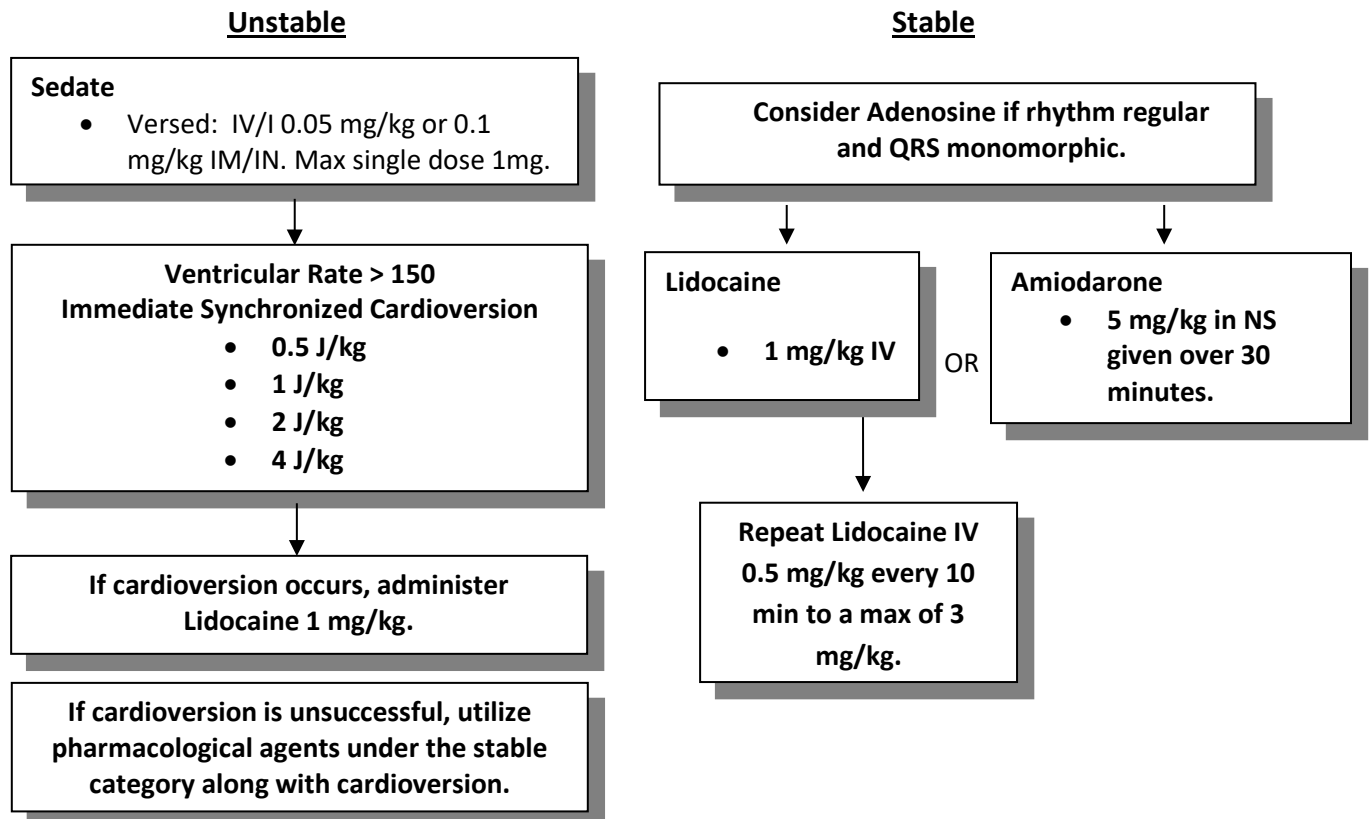 Unstable
Sedate
• Versed: IV/I 0.05 mg/kg or 0.1
mg/kg IM/IN. Max single dose 1mg.
Ventricular Rate > 150
Immediate Synchronized Cardioversion
• 0.5 J/kg
• 1 J/kg
• 2 J/kg
• 4 J/kg
If cardioversion occurs, administer
Lidocaine 1 mg/kg.
If cardioversion is unsuccessful, utilize
pharmacological agents under the stable
category along with cardioversion.
Stable
Consider Adenosine if rhythm regular
and QRS monomorphic.
Lidocaine
• 1 mg/kg IV
OR
Amiodarone
• 5 mg/kg in NS
given over 30
minutes.
Repeat Lidocaine IV
0.5 mg/kg every 10
min to a max of 3
mg/kg.